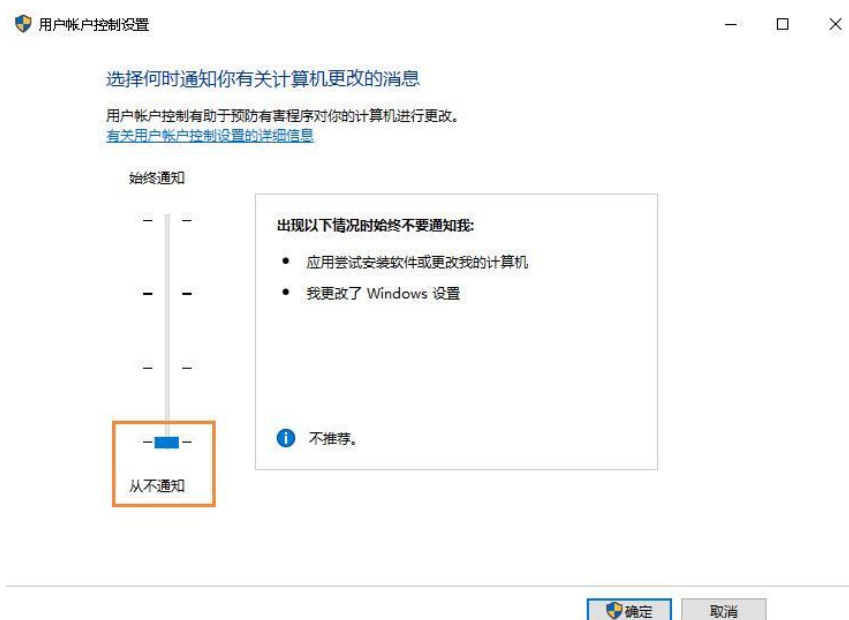 用户帐户控制设置
选择何时通知你有关计算机更改的消息
用户帐户控制有助于预防有害程序对你的计算机进行更改。
有关用户帐户控制设置的详细信息
始终通知
出现以下情况时始终不要通知我:
应用尝试安装软件或更改我的计算机
我更改了 Windows 设置
不推荐。
从不通知
确定
取消